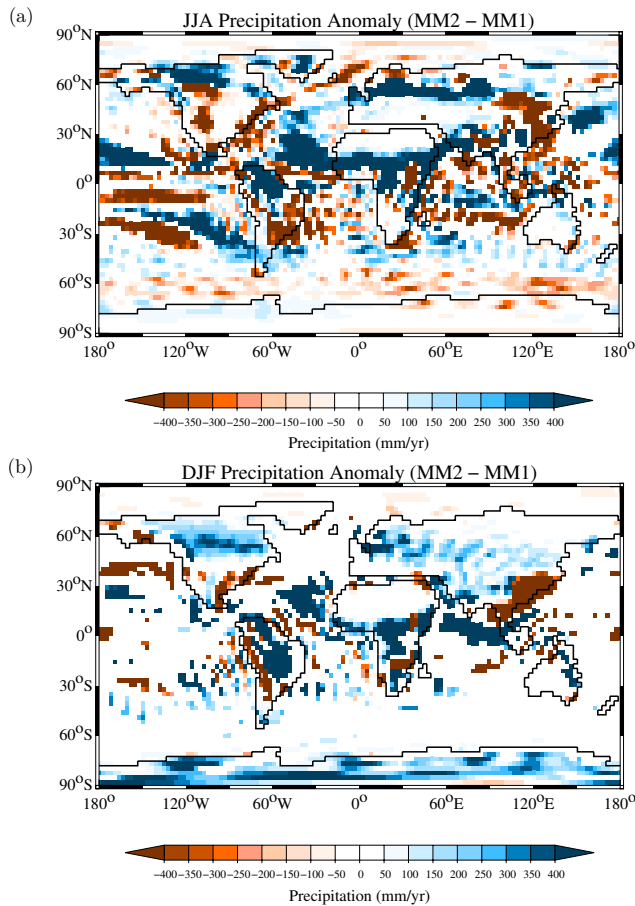 (a)
JJA Precipitation Anomaly (MM2 − MM1)
90°N
60°N
30°N
0°
30°S
60°S
90°S
180° 120°W 60°W 0° 60°E 120°E 180°
−400 −350 −300 −250 −200 −150 −100 −50 0 50 100 150 200 250 300 350 400
Precipitation (mm/yr)
(b)
DJF Precipitation Anomaly (MM2 − MM1)
90°N
60°N
30°N
0°
30°S
60°S
90°S
180° 120°W 60°W 0° 60°E 120°E 180°
−400 −350 −300 −250 −200 −150 −100 −50 0 50 100 150 200 250 300 350 400
Precipitation (mm/yr)